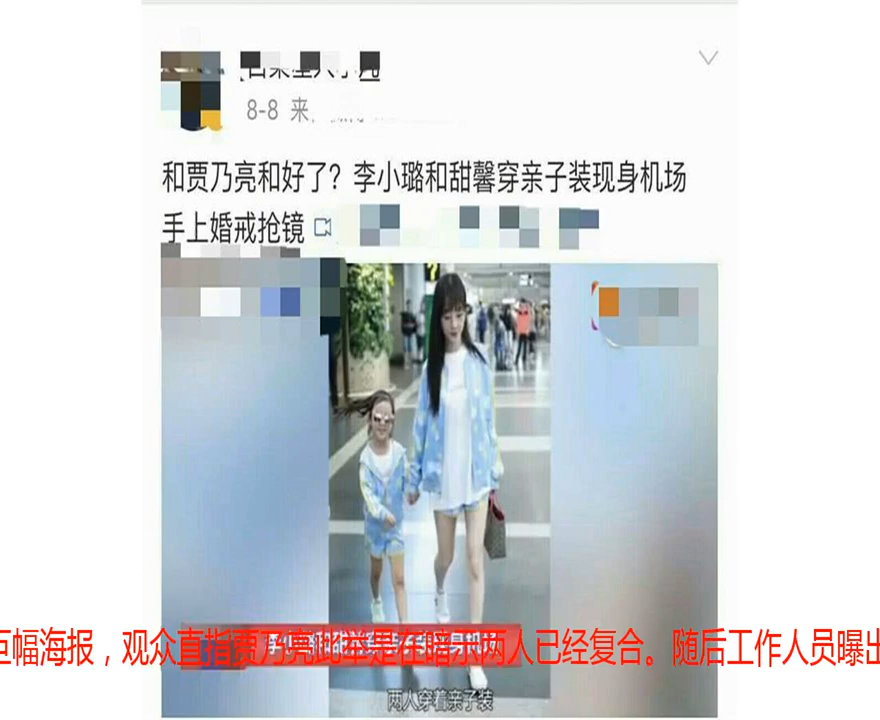 8-8 来
和贾乃亮和好了？李小璐和甜馨穿亲子装现身机场
手上婚戒抢镜
巨幅海报，观众直指贾乃亮此举是在暗示两人已经复合。随后工作人员曝出
两人穿着亲子装